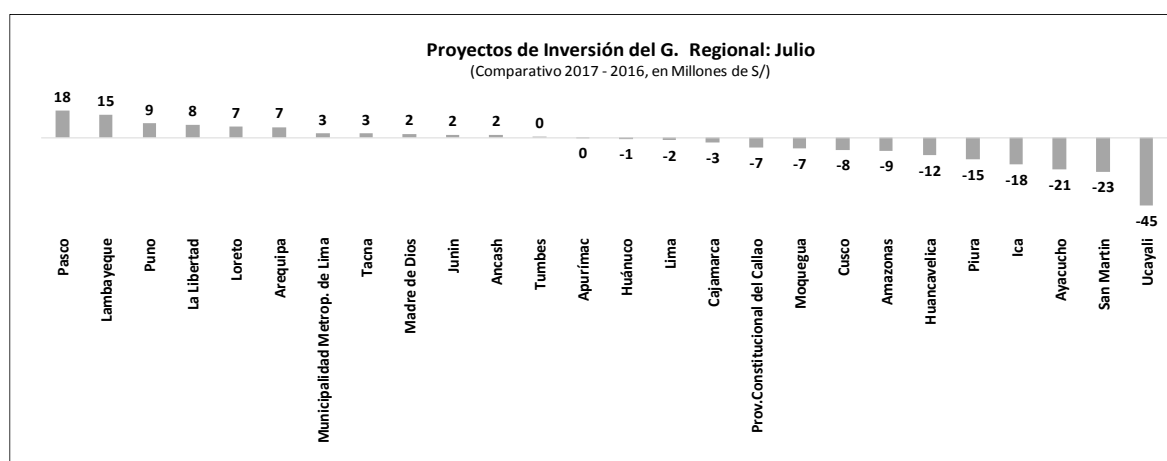 Proyectos de Inversión del G. Regional: Julio
(Comparativo 2017 - 2016, en Millones de S/)
18
15
9
8
7
7
3
3
2
2
2
0
0
-1
-2
-3
-7
-7
-8
-9
-12
-15
-18
-21
-23
-45
Pasco
Lambayeque
Puno
La Libertad
Loreto
Arequipa
Municipalidad Metrop. de Lima
Tacna
Madre de Dios
Junin
Ancash
Tumbes
Apurímac
Huánuco
Lima
Cajamarca
Prov.Constitucional del Callao
Moquegua
Cusco
Amazonas
Huancavelica
Piura
Ica
Ayacucho
San Martin
Ucayali